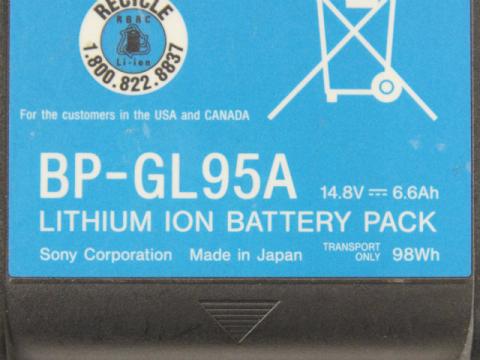 RECYCLE
RBRC
Li-ion
1.800.822.8837
For the customers in the USA and CANADA
BP-GL95A 14.8V ⎓ 6.6Ah
LITHIUM ION BATTERY PACK
Sony Corporation Made in Japan TRANSPORT ONLY 98Wh